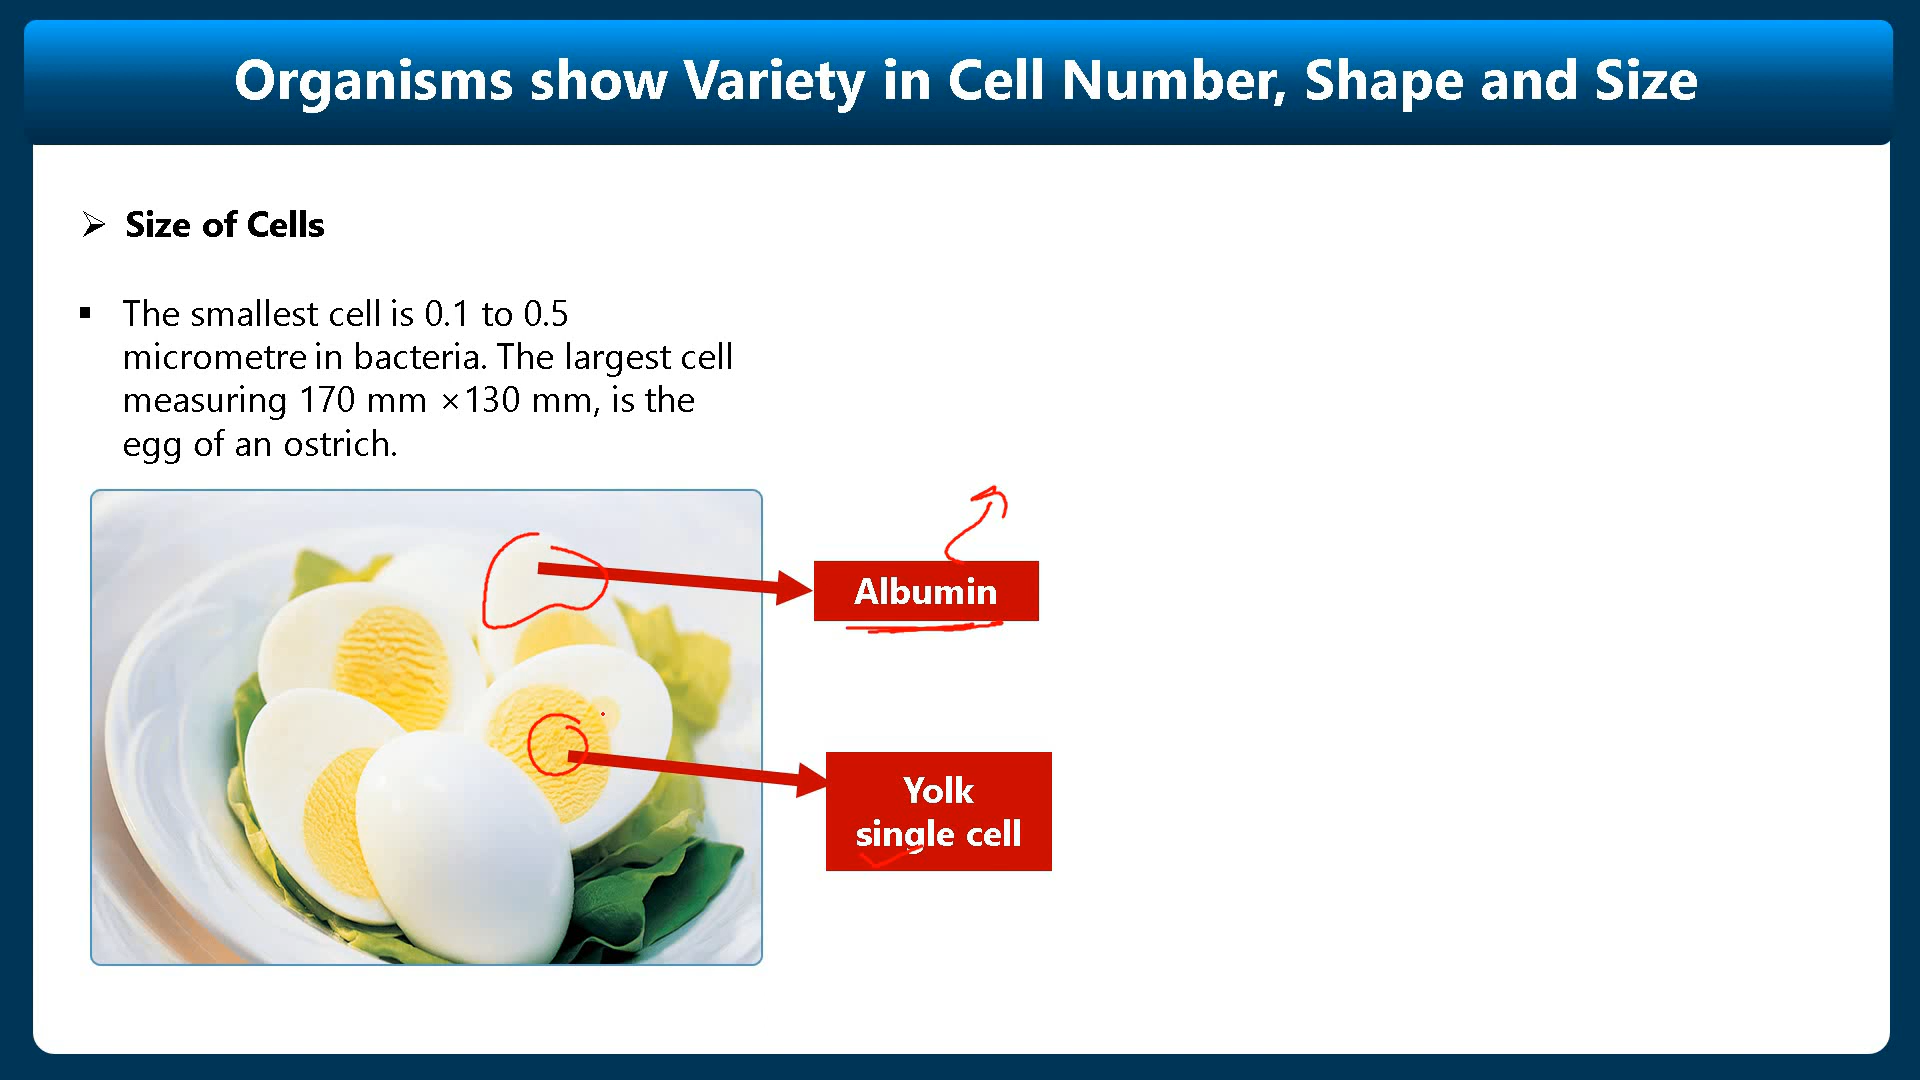 Organisms show Variety in Cell Number, Shape and Size
Size of Cells
The smallest cell is 0.1 to 0.5
micrometre in bacteria. The largest cell
measuring 170 mm ×130 mm, is the
egg of an ostrich.
Albumin
Yolk
single cell